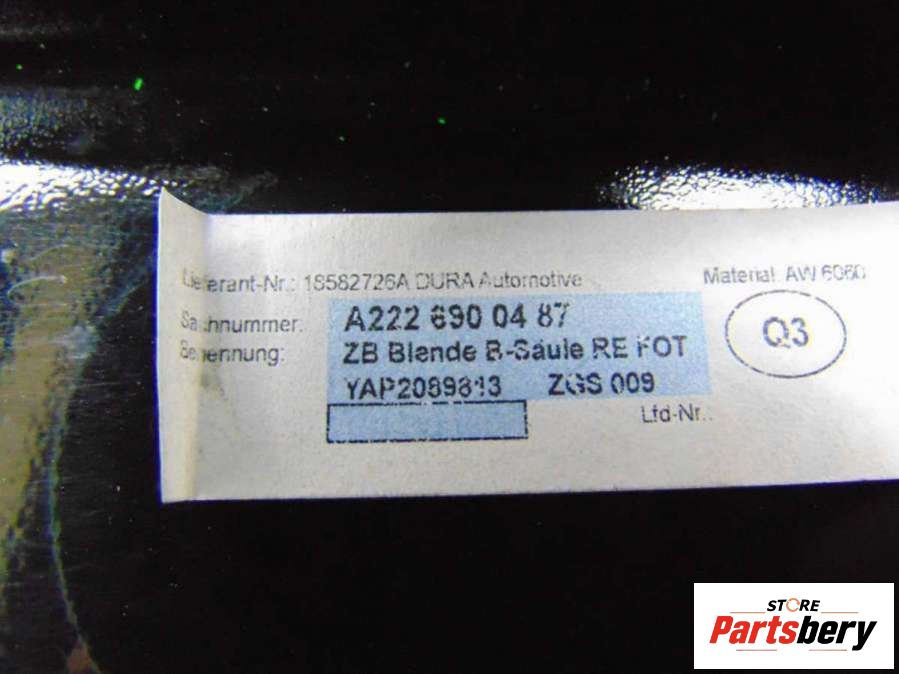 Lieferant-Nr.: 18582726A DURA Automotive
Material: AW 6060
Sachnummer: A222 690 04 87
Q3
Benennung: ZB Blende B-Säule RE FOT
YAP2089813 ZGS 009
Lfd-Nr.:
STORE
Partsbery